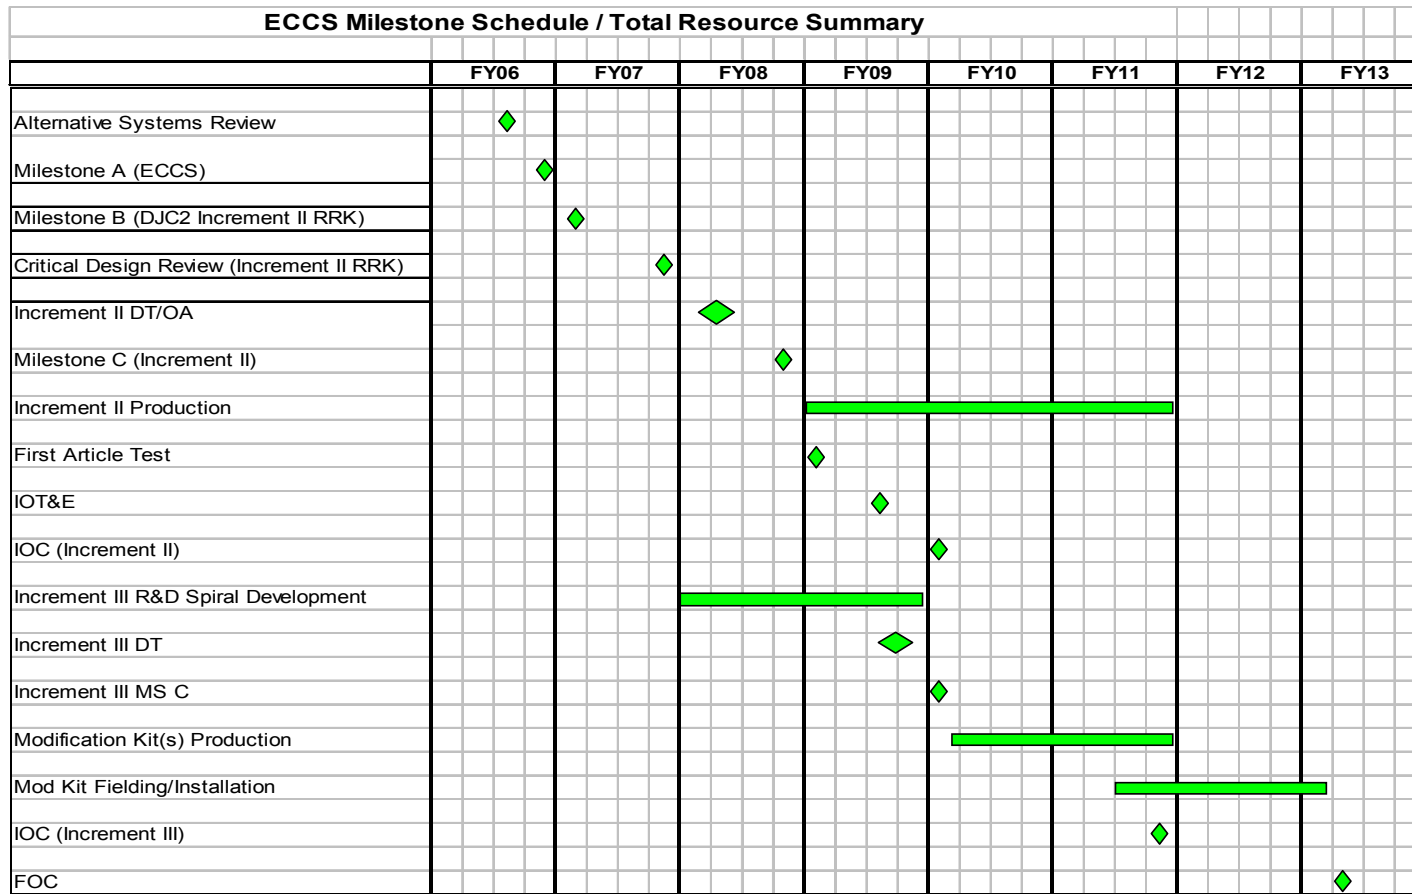 ECCS Milestone Schedule / Total Resource Summary
FY06 FY07 FY08 FY09 FY10 FY11 FY12 FY13
Alternative Systems Review
Milestone A (ECCS)
Milestone B (DJC2 Increment II RRK)
Critical Design Review (Increment II RRK)
Increment II DT/OA
Milestone C (Increment II)
Increment II Production
First Article Test
IOT&E
IOC (Increment II)
Increment III R&D Spiral Development
Increment III DT
Increment III MS C
Modification Kit(s) Production
Mod Kit Fielding/Installation
IOC (Increment III)
FOC